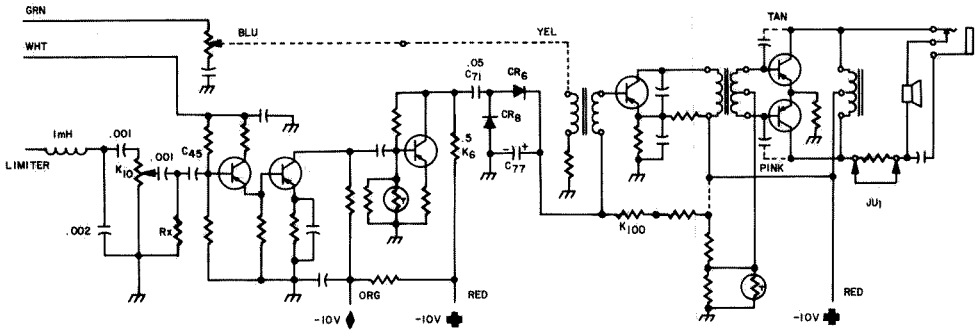 GRN
BLU
YEL
TAN
WHT
.05
C71
CR6
CR8
1mH
.001
LIMITER
K10
.001
C45
.5
K6
- +
C77
PINK
JU1
.002
Rx
K100
T
T
ORG
RED
RED
-10V
-10V
-10V